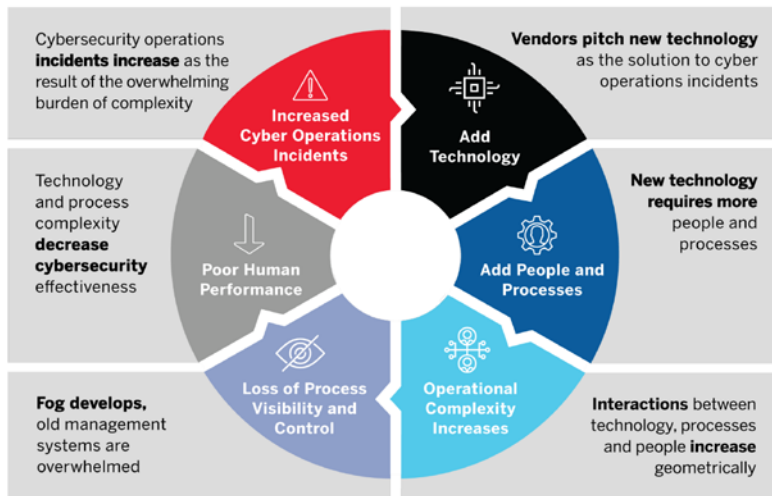 Cybersecurity operations
incidents increase as the
result of the overwhelming
burden of complexity
Increased
Cyber Operations
Incidents
Vendors pitch new technology
as the solution to cyber
operations incidents
Add
Technology
New technology
requires more
people and
processes
Add People and
Processes
Interactions between
technology, processes
and people increase
geometrically
Operational
Complexity
Increases
Fog develops,
old management
systems are
overwhelmed
Loss of Process
Visibility and
Control
Technology
and process
complexity
decrease
cybersecurity
effectiveness
Poor Human
Performance